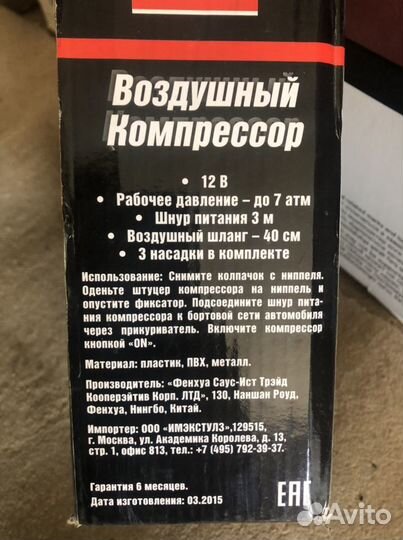 Воздушный
Компрессор
• 12 В
• Рабочее давление – до 7 атм
• Шнур питания 3 м
• Воздушный шланг – 40 см
• 3 насадки в комплекте
Использование: Снимите колпачок с ниппеля.
Оденьте штуцер компрессора на ниппель и
опустите фиксатор. Подсоедините шнур пита-
ния компрессора к бортовой сети автомобиля
через прикуриватель. Включите компрессор
кнопкой «ON».
Материал: пластик, ПВХ, металл.
Производитель: «Фенхуа Саус-Ист Трэйд
Кооперэйтив Корп. ЛТД», 130, Наншан Роуд,
Фенхуа, Нингбо, Китай.
Импортер: ООО «ИМЭКСТУЛЗ»,129515,
г. Москва, ул. Академика Королева, д. 13,
стр. 1, офис 813, тел.: +7 (495) 792-39-37.
Гарантия 6 месяцев.
Дата изготовления: 03.2015
EAC
Avito